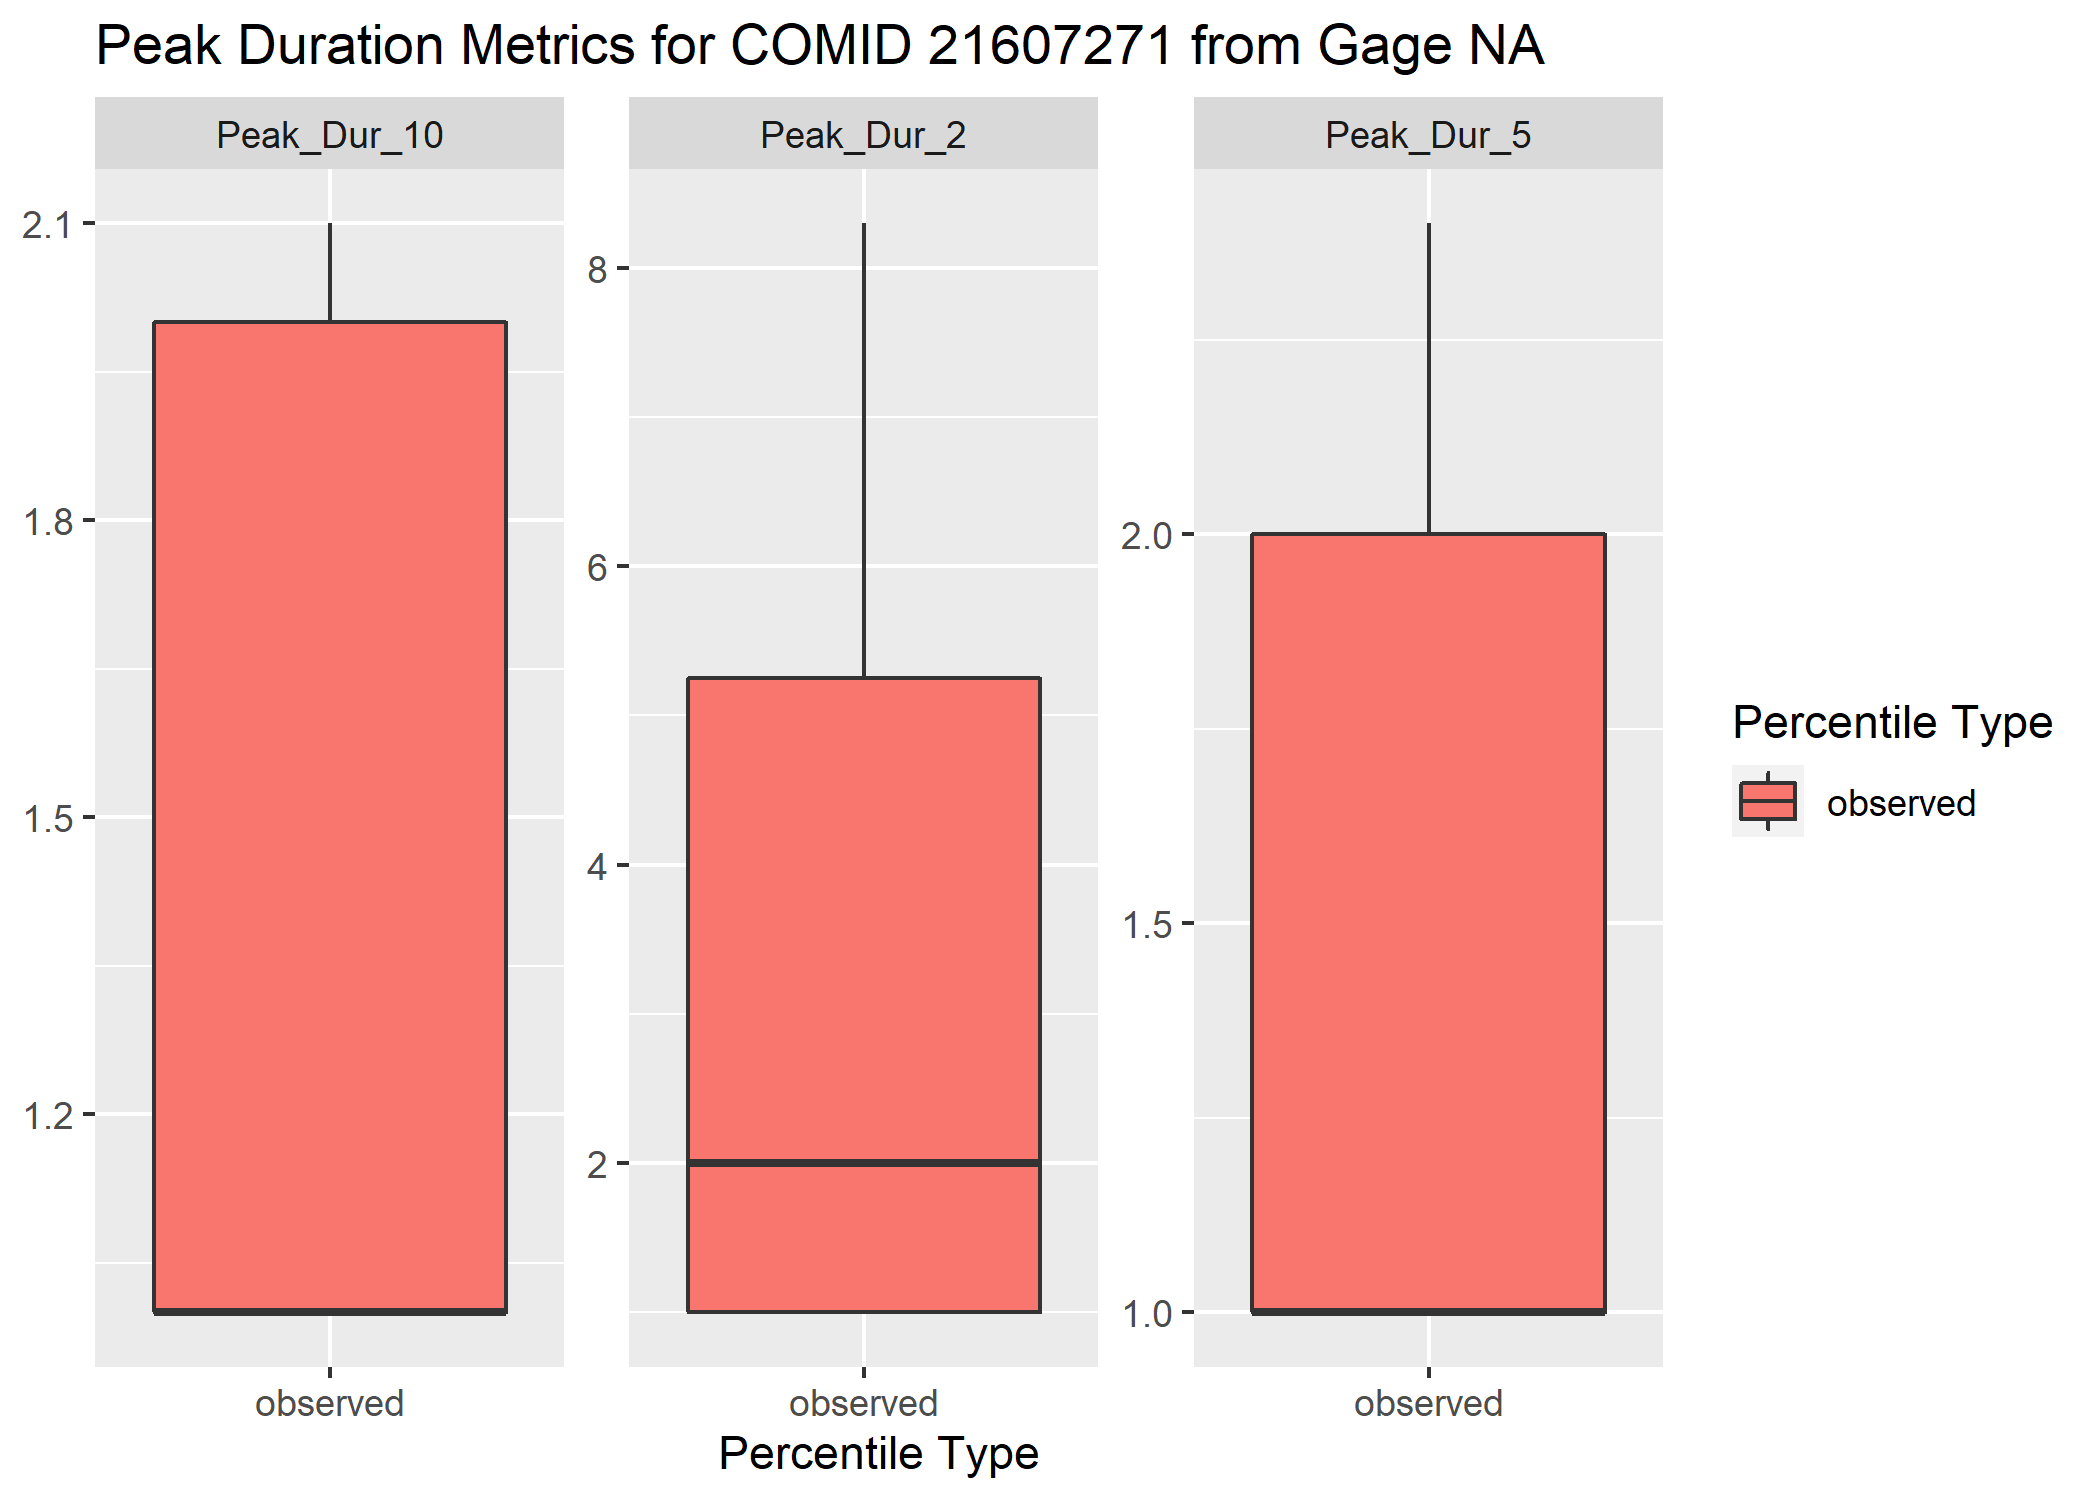 Peak Duration Metrics for COMID 21607271 from Gage NA
Peak_Dur_10
Peak_Dur_2
Peak_Dur_5
2.1
1.8
1.5
1.2
8
6
4
2
2.0
1.5
1.0
observed
observed
observed
Percentile Type
Percentile Type
observed